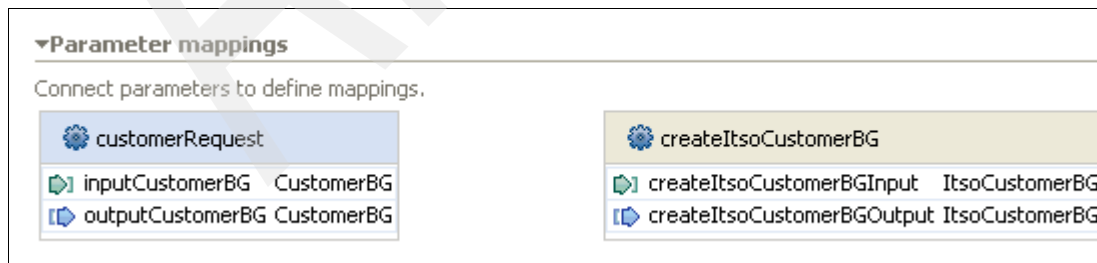 Parameter mappings
Connect parameters to define mappings.
customerRequest createItsoCustomerBG
inputCustomerBG CustomerBG createItsoCustomerBGInput ItsoCustomerBG
outputCustomerBG CustomerBG createItsoCustomerBGOutput ItsoCustomerBG